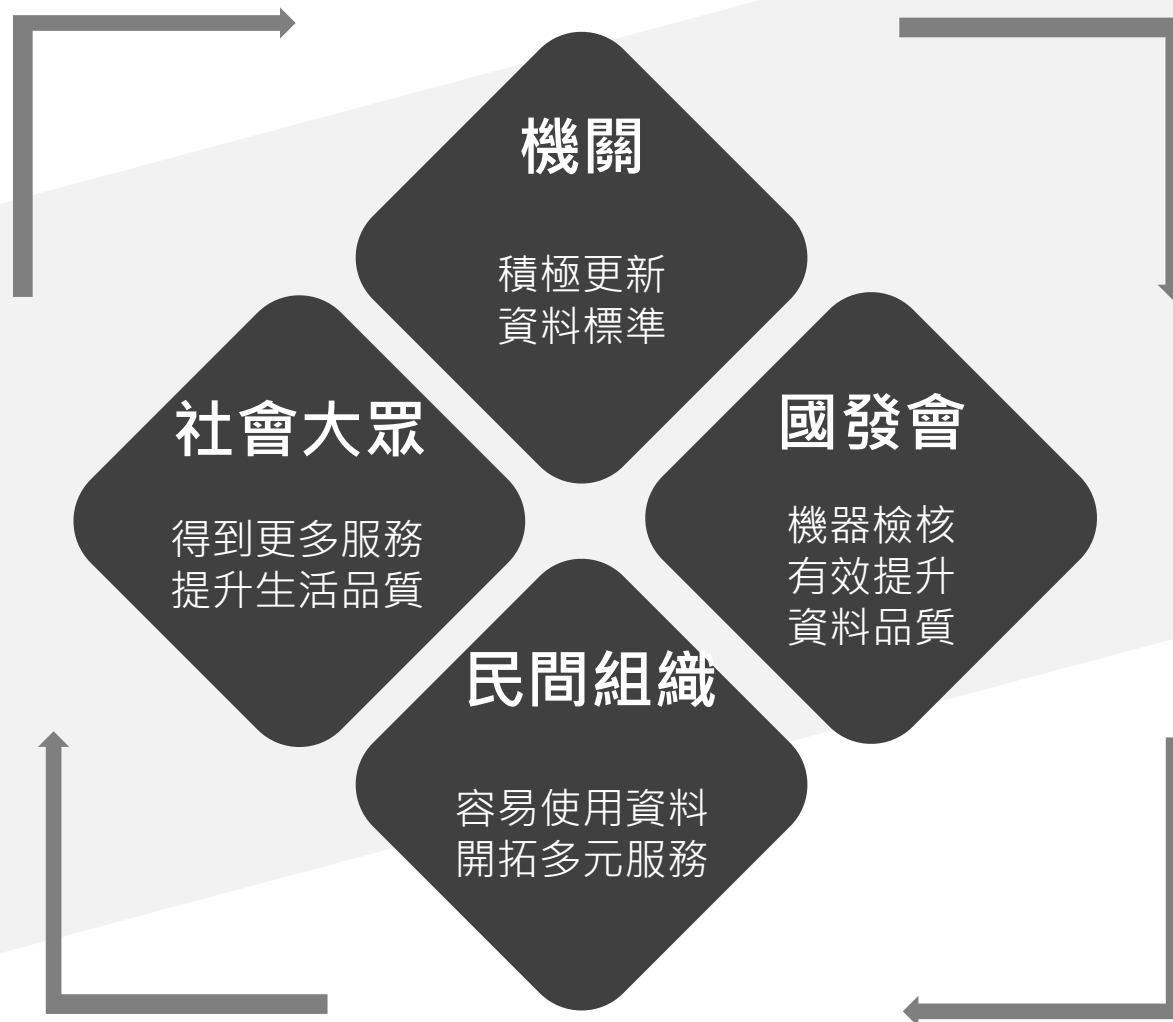 機關
積極更新
資料標準
社會大眾
得到更多服務
提升生活品質
國發會
機器檢核
有效提升
資料品質
民間組織
容易使用資料
開拓多元服務